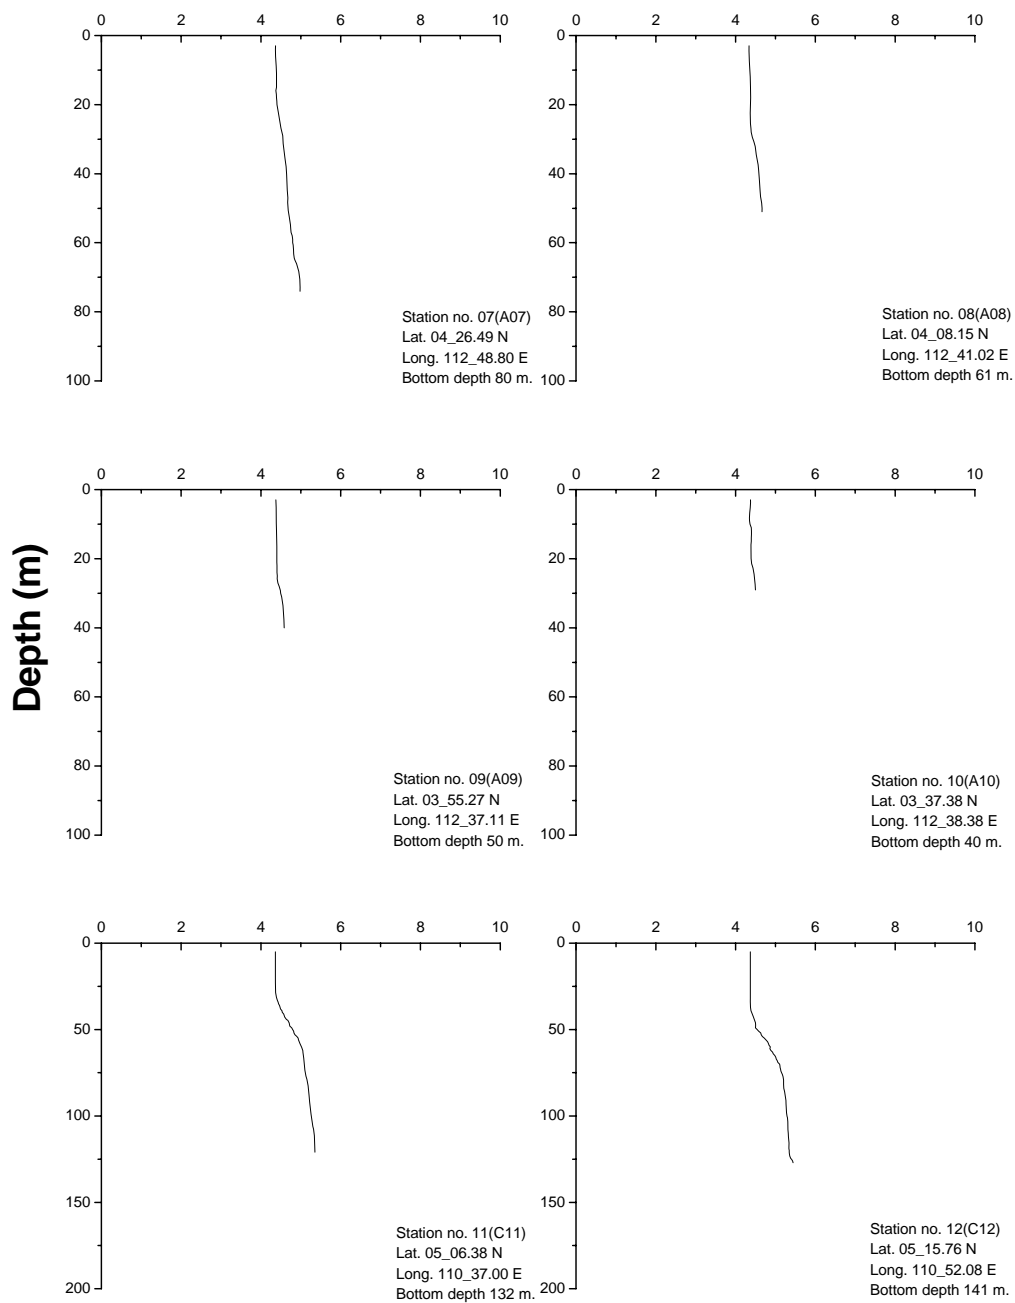 0 2 4 6 8 10
0
20
40
60
80
100
Station no. 07(A07)
Lat. 04_26.49 N
Long. 112_48.80 E
Bottom depth 80 m.
0 2 4 6 8 10
0
20
40
60
80
100
Station no. 08(A08)
Lat. 04_08.15 N
Long. 112_41.02 E
Bottom depth 61 m.
Depth (m)
0 2 4 6 8 10
0
20
40
60
80
100
Station no. 09(A09)
Lat. 03_55.27 N
Long. 112_37.11 E
Bottom depth 50 m.
0 2 4 6 8 10
0
20
40
60
80
100
Station no. 10(A10)
Lat. 03_37.38 N
Long. 112_38.38 E
Bottom depth 40 m.
0 2 4 6 8 10
0
50
100
150
200
Station no. 11(C11)
Lat. 05_06.38 N
Long. 110_37.00 E
Bottom depth 132 m.
0 2 4 6 8 10
0
50
100
150
200
Station no. 12(C12)
Lat. 05_15.76 N
Long. 110_52.08 E
Bottom depth 141 m.